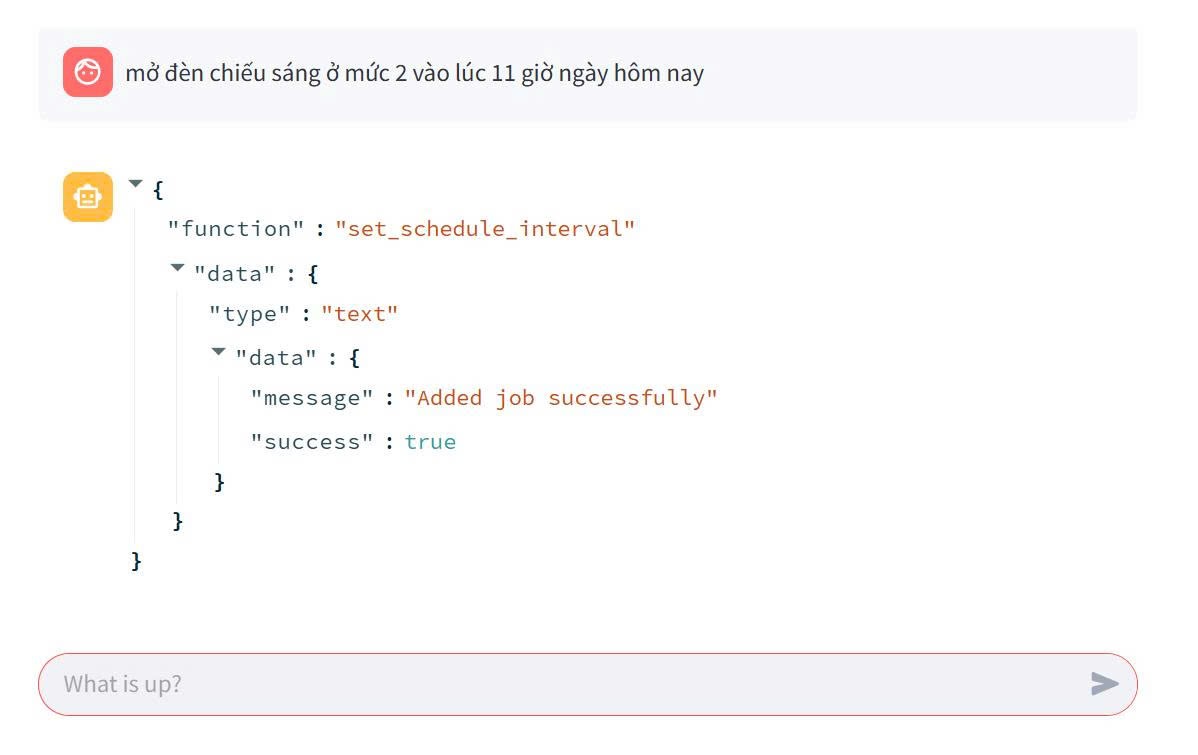 mở đèn chiếu sáng ở mức 2 vào lúc 11 giờ ngày hôm nay
{
"function" : "set_schedule_interval"
"data" : {
"type" : "text"
"data" : {
"message" : "Added job successfully"
"success" : true
}
}
}
What is up?